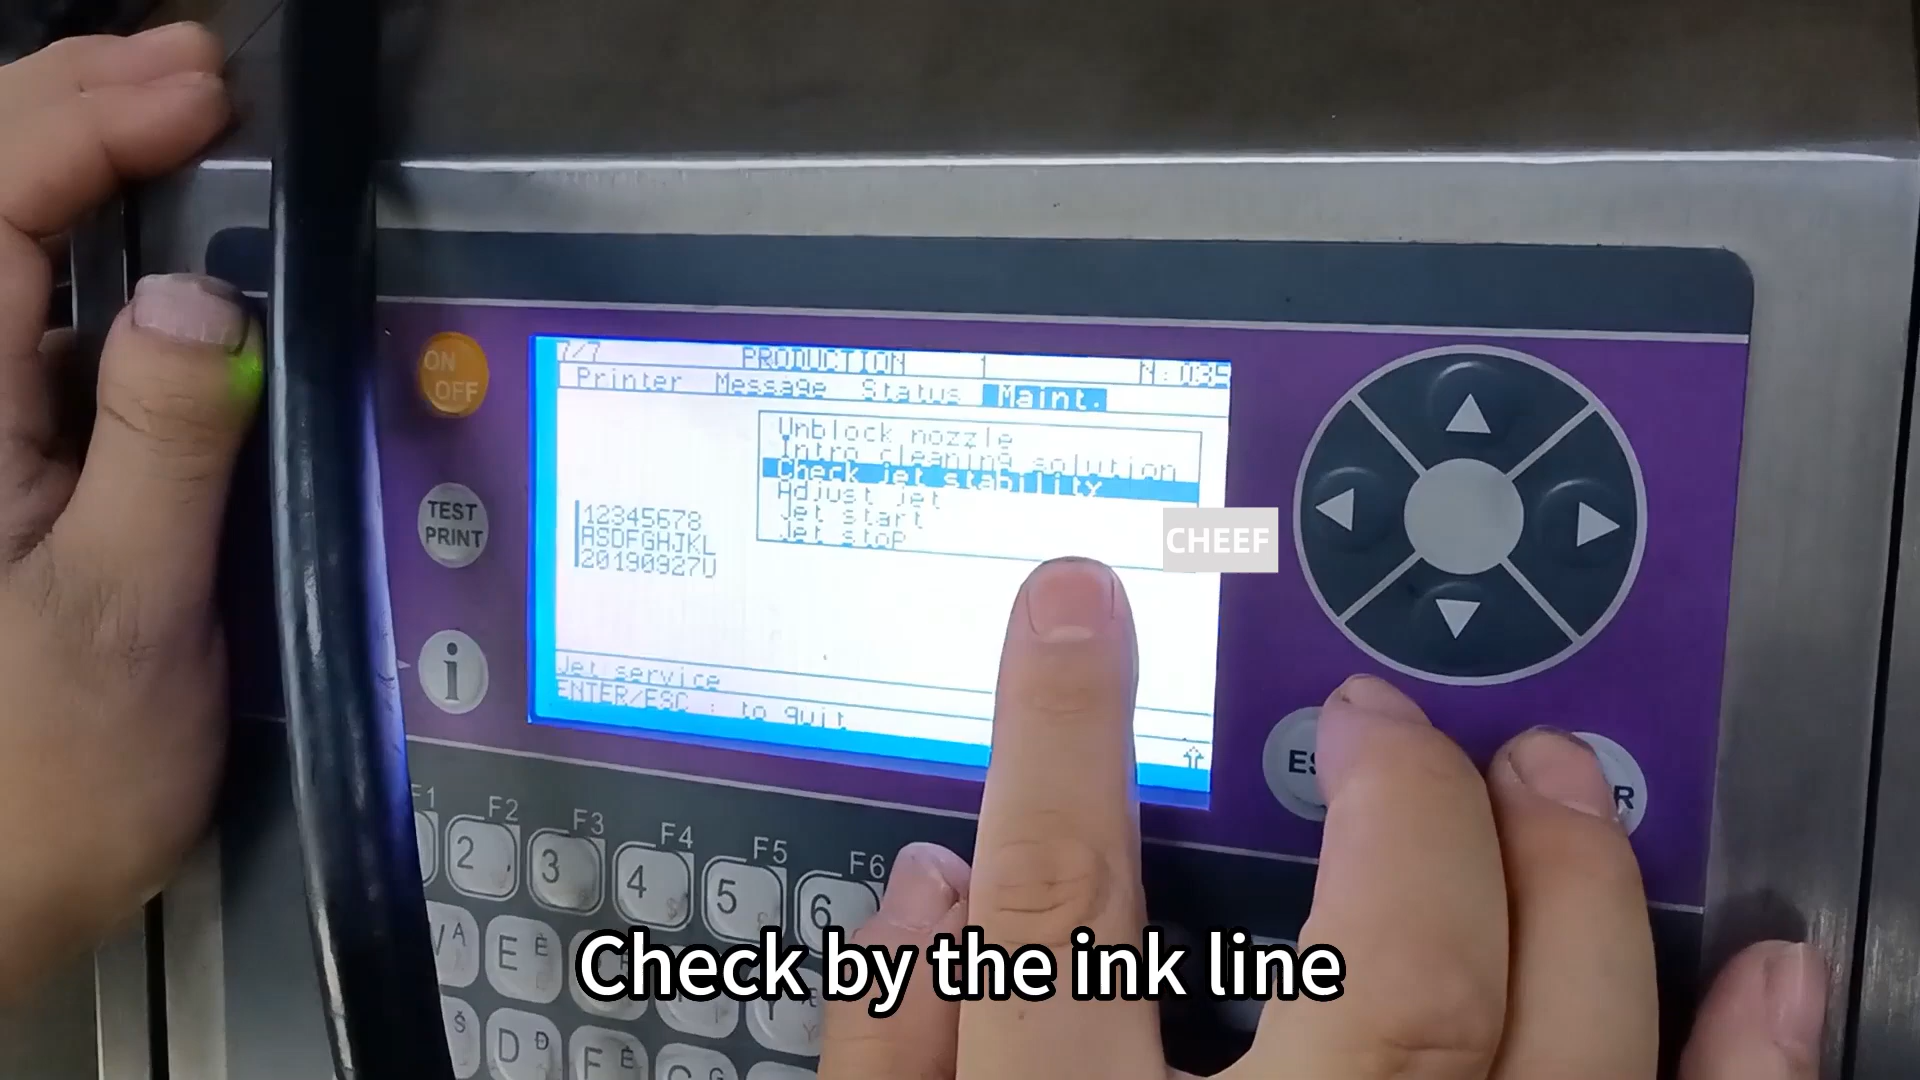 7/7 PRODUCTION 1 N:035
Printer Message Status Maint.
Unblock nozzle
Intro cleaning solution
Check jet stability
Adjust jet
Jet start
Jet stop
12345678
ASDFGHJKL
20190927U
Jet service
ENTER/ESC : to quit
ON
OFF
TEST
PRINT
i
CHEEF
F1 F2 F3 F4 F5 F6
2 3 4 5 6
A E È
Check by the ink line
Š D Đ F